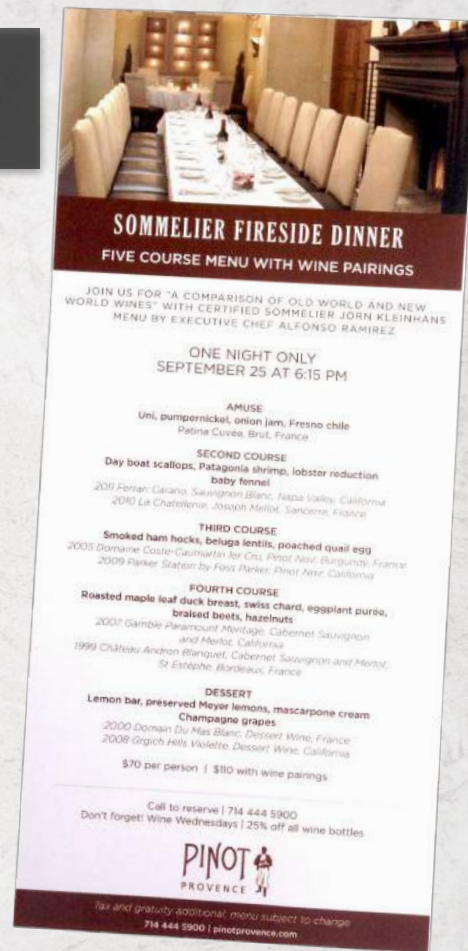 SOMMELIER FIRESIDE DINNER
FIVE COURSE MENU WITH WINE PAIRINGS
JOIN US FOR "A COMPARISON OF OLD WORLD AND NEW
WORLD WINES" WITH CERTIFIED SOMMELIER JÖRN KLEINHANS
MENU BY EXECUTIVE CHEF ALFONSO RAMIREZ
ONE NIGHT ONLY
SEPTEMBER 25 AT 6:15 PM
AMUSE
Uni, pumpernickel, onion jam, Fresno chile
Patina Cuvée, Brut, France
SECOND COURSE
Day boat scallops, Patagonia shrimp, lobster reduction
baby fennel
2011 Ferrari Carano, Sauvignon Blanc, Napa Valley, California
2010 La Chatellenie, Joseph Mellot, Sancerre, France
THIRD COURSE
Smoked ham hocks, beluga lentils, poached quail egg
2005 Domaine Coste-Caumartin 1er Cru, Pinot Noir, Burgundy, France
2009 Parker Station by Fess Parker, Pinot Noir, California
FOURTH COURSE
Roasted maple leaf duck breast, swiss chard, eggplant purée,
braised beets, hazelnuts
2007 Gamble Paramount Meritage, Cabernet Sauvignon
and Merlot, California
1999 Château Andron Blanquet, Cabernet Sauvignon and Merlot,
St Estèphe, Bordeaux, France
DESSERT
Lemon bar, preserved Meyer lemons, mascarpone cream
Champagne grapes
2000 Domain Du Mas Blanc, Dessert Wine, France
2008 Grgich Hills Violette, Dessert Wine, California
$70 per person | $110 with wine pairings
Call to reserve | 714 444 5900
Don't forget! Wine Wednesdays | 25% off all wine bottles
PINOT
PROVENCE
Tax and gratuity additional, menu subject to change
714 444 5900 | pinotprovence.com